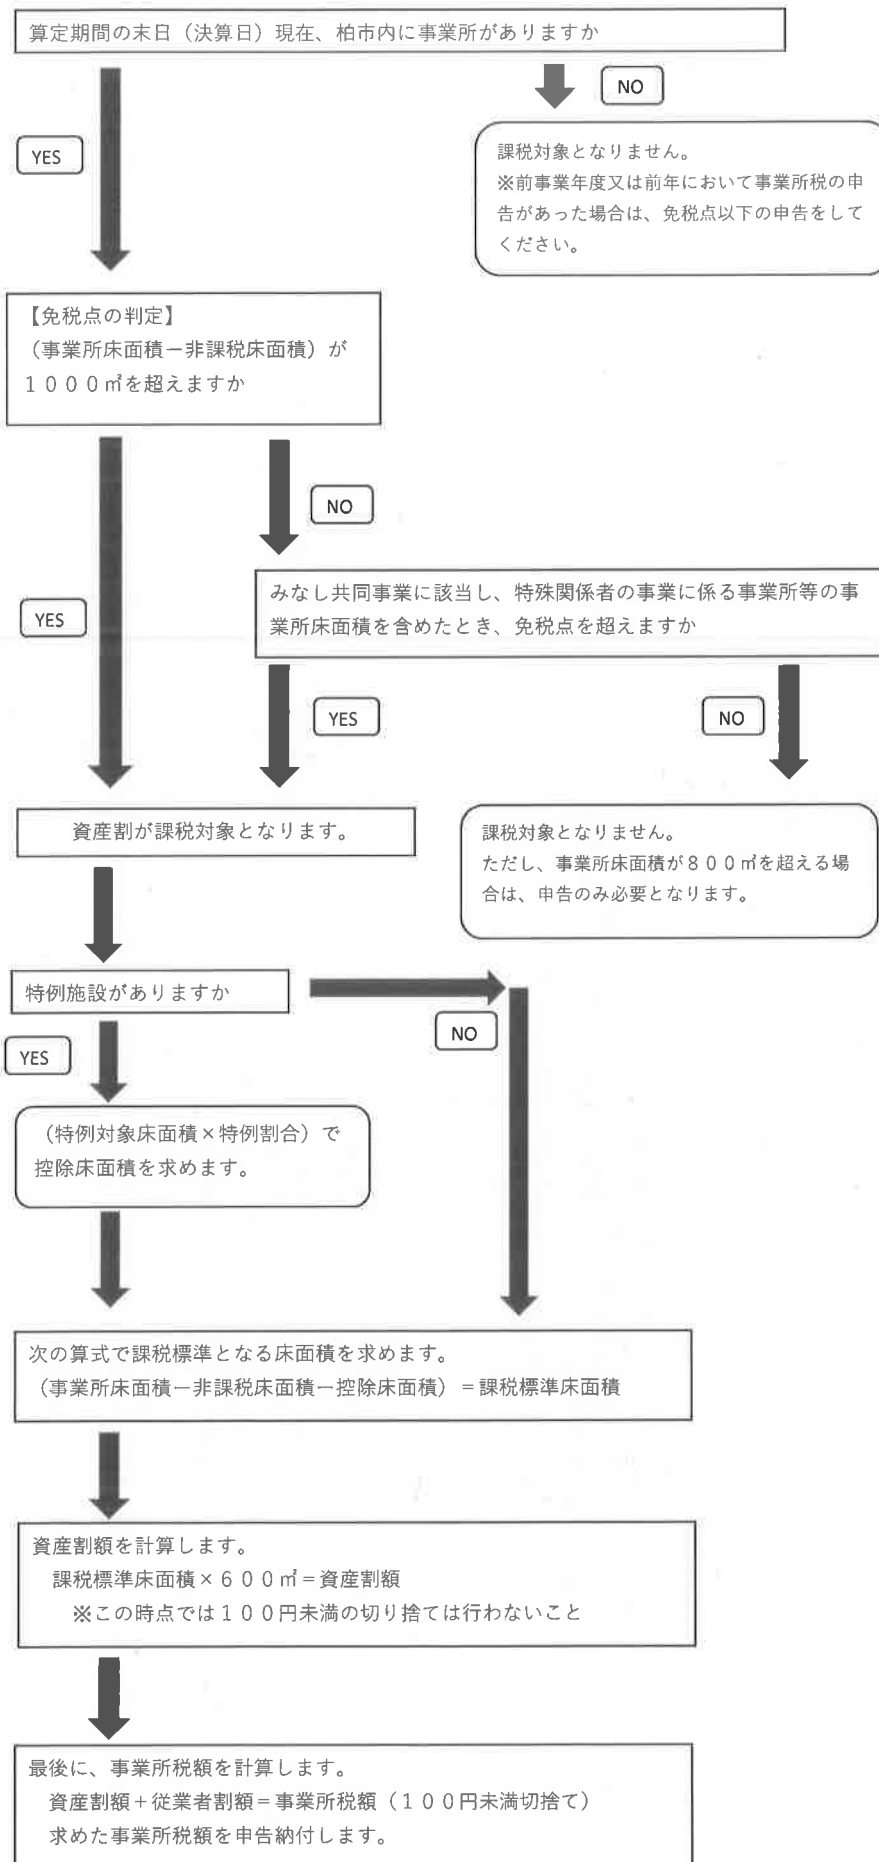 算定期間の末日（決算日）現在、柏市内に事業所がありますか
NO
YES
課税対象となりません。
※前事業年度又は前年において事業所税の申
告があった場合は、免税点以下の申告をして
ください。
【免税点の判定】
（事業所床面積－非課税床面積）が
１０００㎡を超えますか
NO
YES
みなし共同事業に該当し、特殊関係者の事業に係る事業所等の事
業所床面積を含めたとき、免税点を超えますか
YES
NO
資産割が課税対象となります。
課税対象となりません。
ただし、事業所床面積が８００㎡を超える場
合は、申告のみ必要となります。
特例施設がありますか
NO
YES
（特例対象床面積×特例割合）で
控除床面積を求めます。
次の算式で課税標準となる床面積を求めます。
（事業所床面積－非課税床面積－控除床面積）＝課税標準床面積
資産割額を計算します。
課税標準床面積×６００㎡＝資産割額
※この時点では１００円未満の切り捨ては行わないこと
最後に、事業所税額を計算します。
資産割額＋従業者割額＝事業所税額（１００円未満切捨て）
求めた事業所税額を申告納付します。